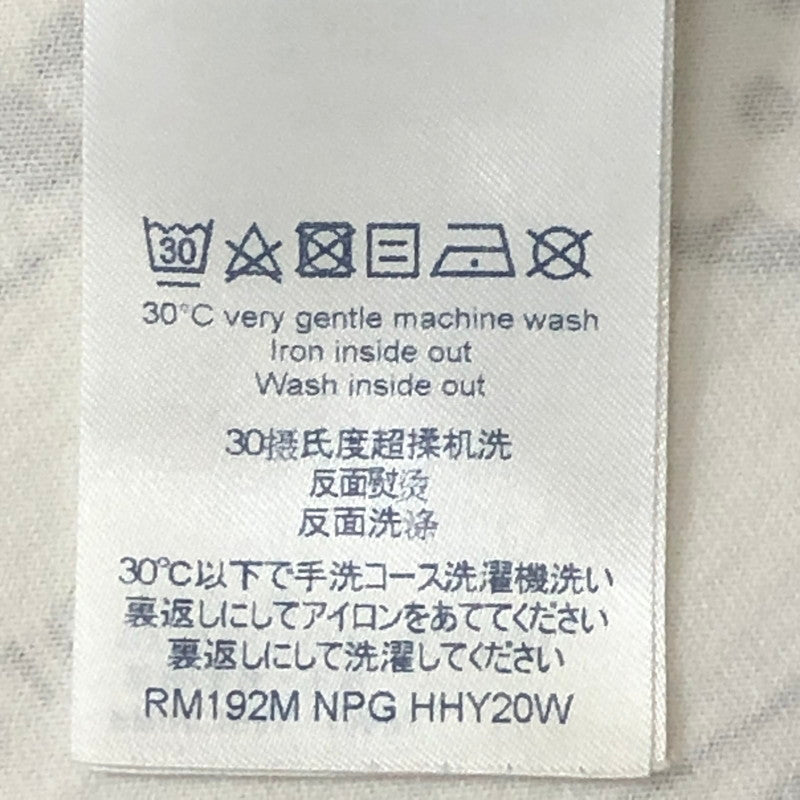 30
30°C very gentle machine wash
Iron inside out
Wash inside out
30摄氏度超揉机洗
反面熨烫
反面洗涤
30℃以下で手洗コース洗濯機洗い
裏返しにしてアイロンをあててください
裏返しにして洗濯してください
RM192M NPG HHY20W